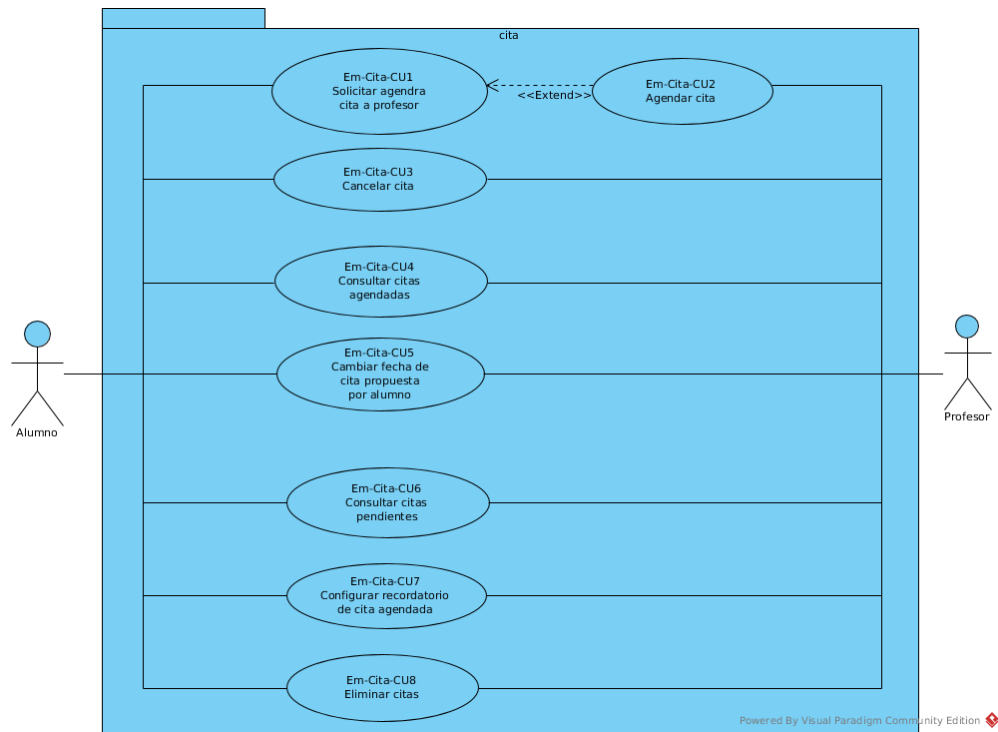 cita
Em-Cita-CU1
Solicitar agendra
cita a profesor
<<Extend>>
Em-Cita-CU2
Agendar cita
Em-Cita-CU3
Cancelar cita
Em-Cita-CU4
Consultar citas
agendadas
Em-Cita-CU5
Cambiar fecha de
cita propuesta
por alumno
Alumno
Profesor
Em-Cita-CU6
Consultar citas
pendientes
Em-Cita-CU7
Configurar recordatorio
de cita agendada
Em-Cita-CU8
Eliminar citas
Powered By Visual Paradigm Community Edition